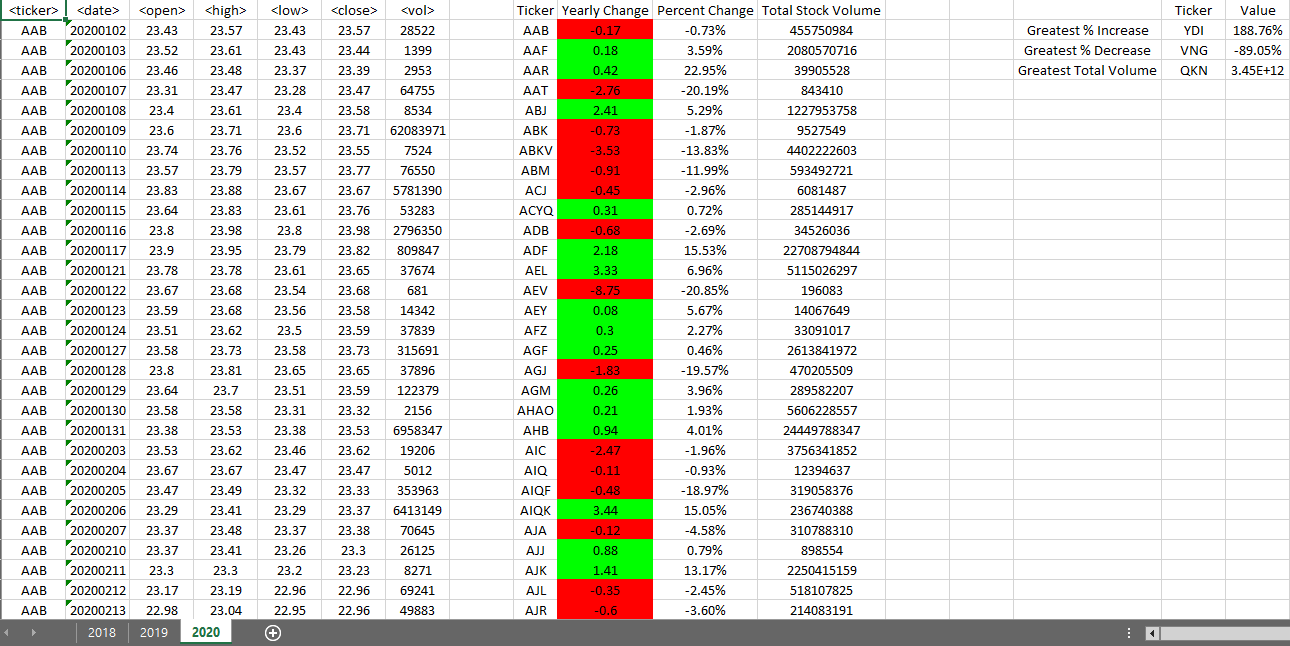 <ticker> <date> <open> <high> <low> <close> <vol> Ticker Yearly Change Percent Change Total Stock Volume Ticker Value
AAB 20200102 23.43 23.57 23.43 23.57 28522 AAB -0.17 -0.73% 455750984 Greatest % Increase YDI 188.76%
AAB 20200103 23.52 23.61 23.43 23.44 1399 AAF 0.18 3.59% 2080570716 Greatest % Decrease VNG -89.05%
AAB 20200106 23.46 23.48 23.37 23.39 2953 AAR 0.42 22.95% 39905528 Greatest Total Volume QKN 3.45E+12
AAB 20200107 23.31 23.47 23.28 23.47 64755 AAT -2.76 -20.19% 843410
AAB 20200108 23.4 23.61 23.4 23.58 8534 ABJ 2.41 5.29% 1227953758
AAB 20200109 23.6 23.71 23.6 23.71 62083971 ABK -0.73 -1.87% 9527549
AAB 20200110 23.74 23.76 23.52 23.55 7524 ABKV -3.53 -13.83% 4402222603
AAB 20200113 23.57 23.79 23.57 23.77 76550 ABM -0.91 -11.99% 593492721
AAB 20200114 23.83 23.88 23.67 23.67 5781390 ACJ -0.45 -2.96% 6081487
AAB 20200115 23.64 23.83 23.61 23.76 53283 ACYQ 0.31 0.72% 285144917
AAB 20200116 23.8 23.98 23.8 23.98 2796350 ADB -0.68 -2.69% 34526036
AAB 20200117 23.9 23.95 23.79 23.82 809847 ADF 2.18 15.53% 22708794844
AAB 20200121 23.78 23.78 23.61 23.65 37674 AEL 3.33 6.96% 5115026297
AAB 20200122 23.67 23.68 23.54 23.68 681 AEV -8.75 -20.85% 196083
AAB 20200123 23.59 23.68 23.56 23.58 14342 AEY 0.08 5.67% 14067649
AAB 20200124 23.51 23.62 23.5 23.59 37839 AFZ 0.3 2.27% 33091017
AAB 20200127 23.58 23.73 23.58 23.73 315691 AGF 0.25 0.46% 2613841972
AAB 20200128 23.8 23.81 23.65 23.65 37896 AGJ -1.83 -19.57% 470205509
AAB 20200129 23.64 23.7 23.51 23.59 122379 AGM 0.26 3.96% 289582207
AAB 20200130 23.58 23.58 23.31 23.32 2156 AHAO 0.21 1.93% 5606228557
AAB 20200131 23.38 23.53 23.38 23.53 6958347 AHB 0.94 4.01% 24449788347
AAB 20200203 23.53 23.62 23.46 23.62 19206 AIC -2.47 -1.96% 3756341852
AAB 20200204 23.67 23.67 23.47 23.47 5012 AIQ -0.11 -0.93% 12394637
AAB 20200205 23.47 23.49 23.32 23.33 353963 AIQF -0.48 -18.97% 319058376
AAB 20200206 23.29 23.41 23.29 23.37 6413149 AIQK 3.44 15.05% 236740388
AAB 20200207 23.37 23.48 23.37 23.38 70645 AJA -0.12 -4.58% 310788310
AAB 20200210 23.37 23.41 23.26 23.3 26125 AJJ 0.88 0.79% 898554
AAB 20200211 23.3 23.3 23.2 23.23 8271 AJK 1.41 13.17% 2250415159
AAB 20200212 23.17 23.19 22.96 22.96 69241 AJL -0.35 -2.45% 518107825
AAB 20200213 22.98 23.04 22.95 22.96 49883 AJR -0.6 -3.60% 214083191
2018 2019 2020